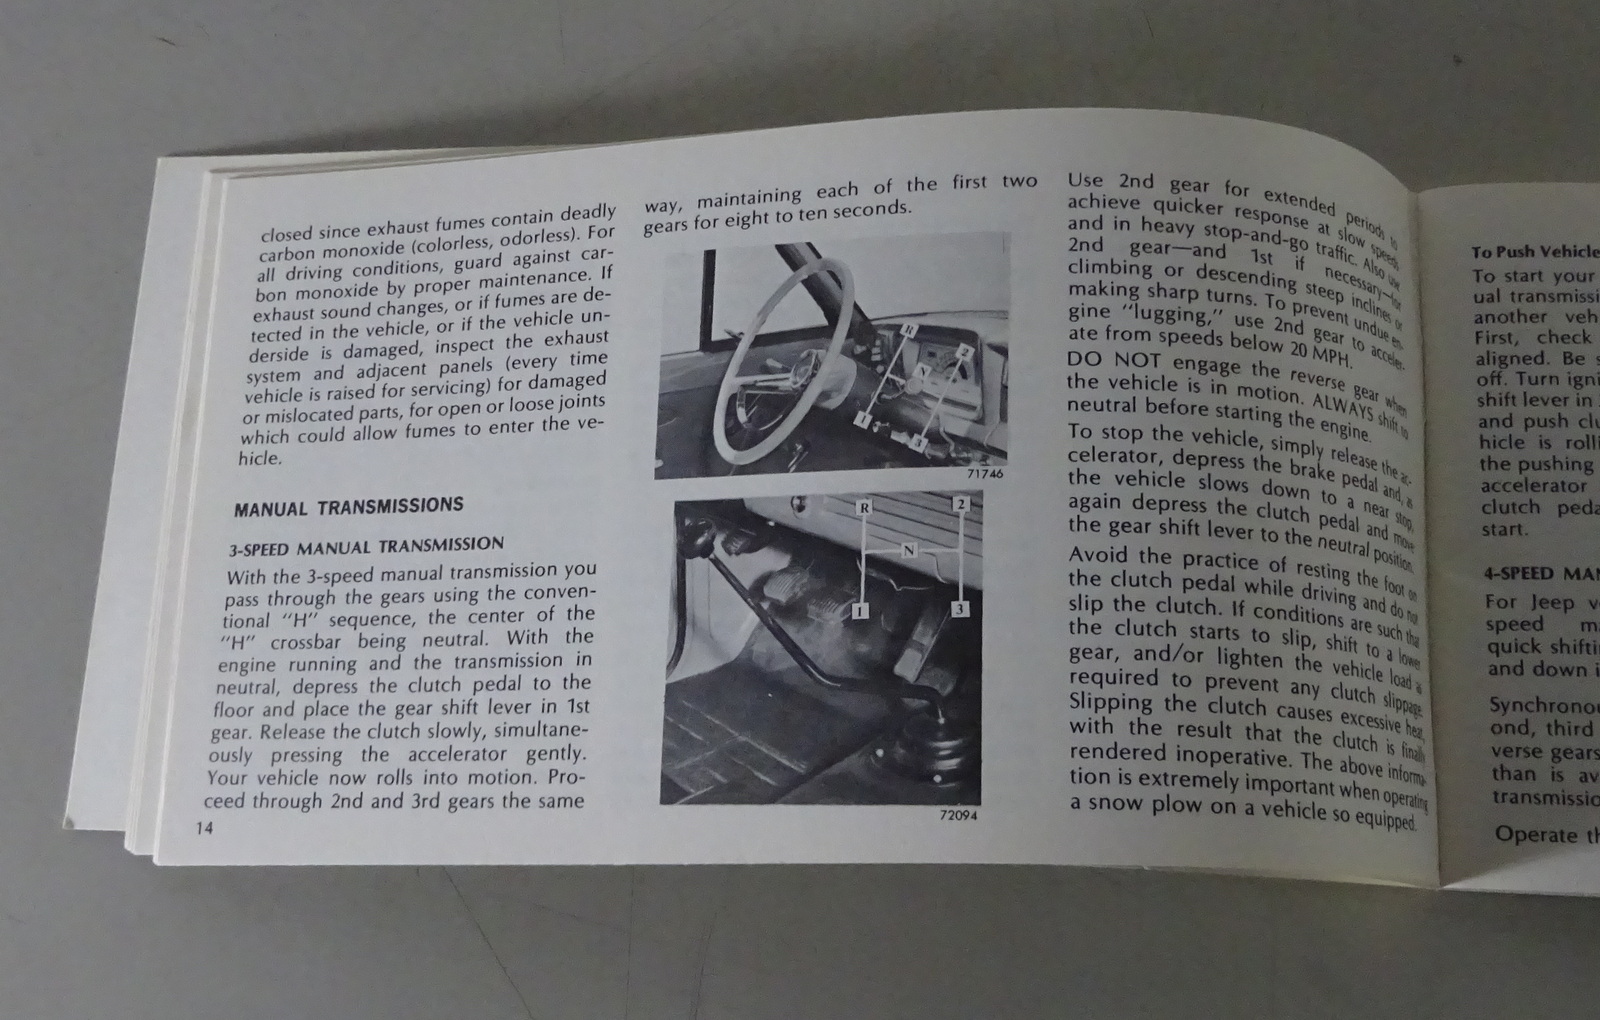 closed since exhaust fumes contain deadly
carbon monoxide (colorless, odorless). For
all driving conditions, guard against car-
bon monoxide by proper maintenance. If
exhaust sound changes, or if fumes are de-
tected in the vehicle, or if the vehicle un-
derside is damaged, inspect the exhaust
system and adjacent panels (every time
vehicle is raised for servicing) for damaged
or mislocated parts, for open or loose joints
which could allow fumes to enter the ve-
hicle.
MANUAL TRANSMISSIONS
3-SPEED MANUAL TRANSMISSION
With the 3-speed manual transmission you
pass through the gears using the conven-
tional "H" sequence, the center of the
"H" crossbar being neutral. With the
engine running and the transmission in
neutral, depress the clutch pedal to the
floor and place the gear shift lever in 1st
gear. Release the clutch slowly, simultane-
ously pressing the accelerator gently.
Your vehicle now rolls into motion. Pro-
ceed through 2nd and 3rd gears the same
14
way, maintaining each of the first two
gears for eight to ten seconds.
R
2
N
1
3
71746
R
2
N
1
3
72094
Use 2nd gear for extended periods to
achieve quicker response at slow speeds
and in heavy stop-and-go traffic. Also use
2nd gear—and 1st if necessary—for
climbing or descending steep inclines or
making sharp turns. To prevent undue en-
gine "lugging," use 2nd gear to acceler-
ate from speeds below 20 MPH.
DO NOT engage the reverse gear when
the vehicle is in motion. ALWAYS shift to
neutral before starting the engine.
To stop the vehicle, simply release the ac-
celerator, depress the brake pedal and, as
the vehicle slows down to a near stop,
again depress the clutch pedal and move
the gear shift lever to the neutral position.
Avoid the practice of resting the foot on
the clutch pedal while driving and do not
slip the clutch. If conditions are such that
the clutch starts to slip, shift to a lower
gear, and/or lighten the vehicle load as
required to prevent any clutch slippage.
Slipping the clutch causes excessive heat,
with the result that the clutch is finally
rendered inoperative. The above informa-
tion is extremely important when operating
a snow plow on a vehicle so equipped.
To Push Vehicle
To start your
ual transmissi
another veh
First, check
aligned. Be
off. Turn igni
shift lever in
and push clu
hicle is roll
the pushing
accelerator
clutch peda
start.
4-SPEED MAN
For Jeep v
speed ma
quick shifti
and down i
Synchrono
ond, third
verse gears
than is av
transmissio
Operate th